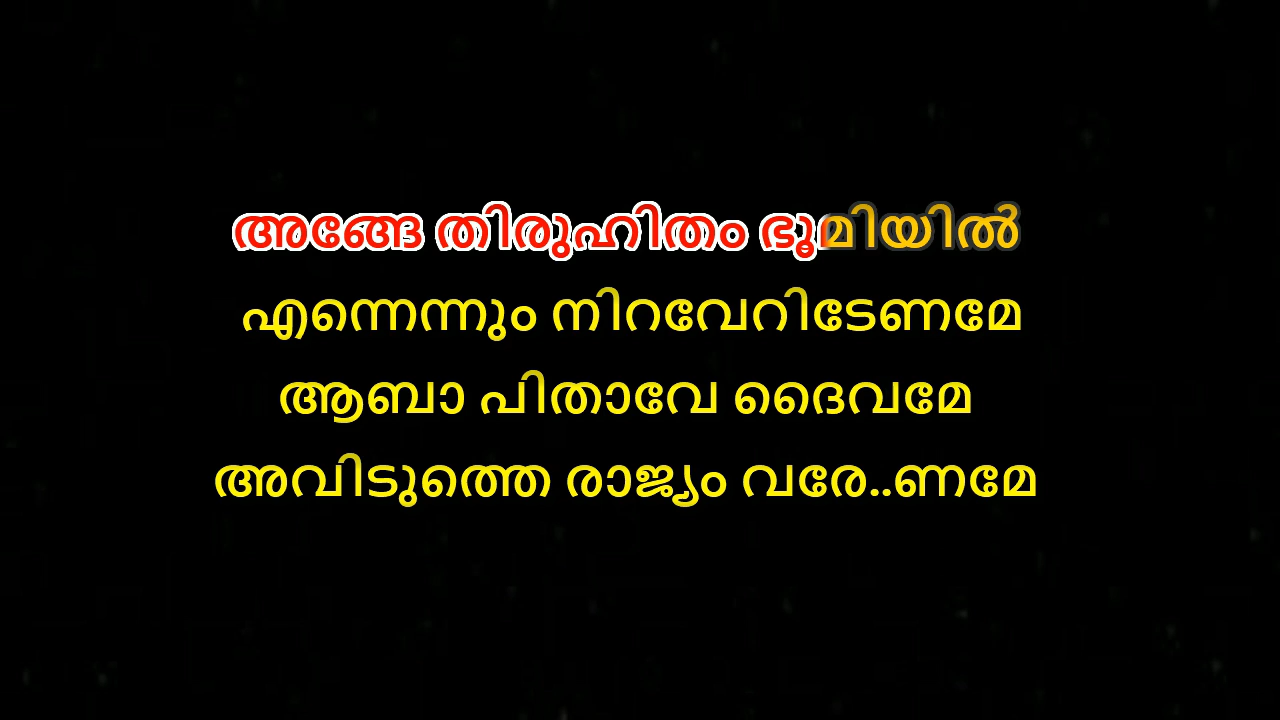 അങ്ങേ തിരുഹിതം ഭൂമിയിൽ
എന്നെന്നും നിറവേറിടേണമേ
ആബാ പിതാവേ ദൈവമേ
അവിടുത്തെ രാജ്യം വരേ..ണമേ